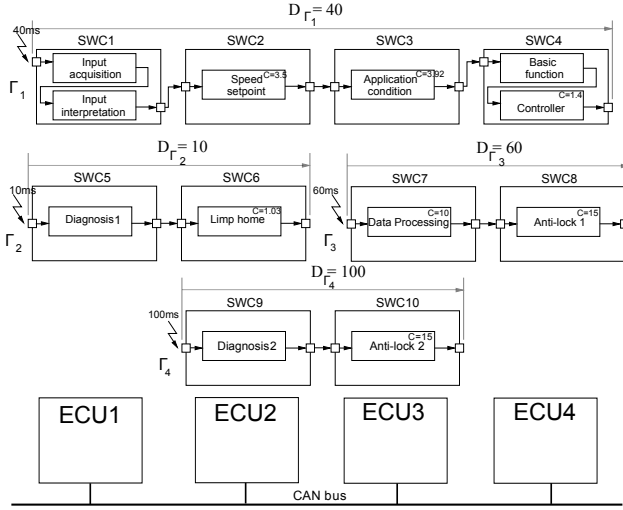 D Γ1 = 40
40ms
SWC1
SWC2
SWC3
SWC4
Γ1
Input acquisition
Input interpretation
C=3.5
Speed setpoint
C=3.92
Application condition
Basic function
C=1.4
Controller
D Γ2 = 10
D Γ3 = 60
10ms
SWC5
SWC6
60ms
SWC7
SWC8
Γ2
Diagnosis1
C=1.03
Limp home
Γ3
C=10
Data Processing
C=15
Anti-lock 1
D Γ4 = 100
100ms
SWC9
SWC10
Γ4
Diagnosis2
C=15
Anti-lock 2
ECU1
ECU2
ECU3
ECU4
CAN bus